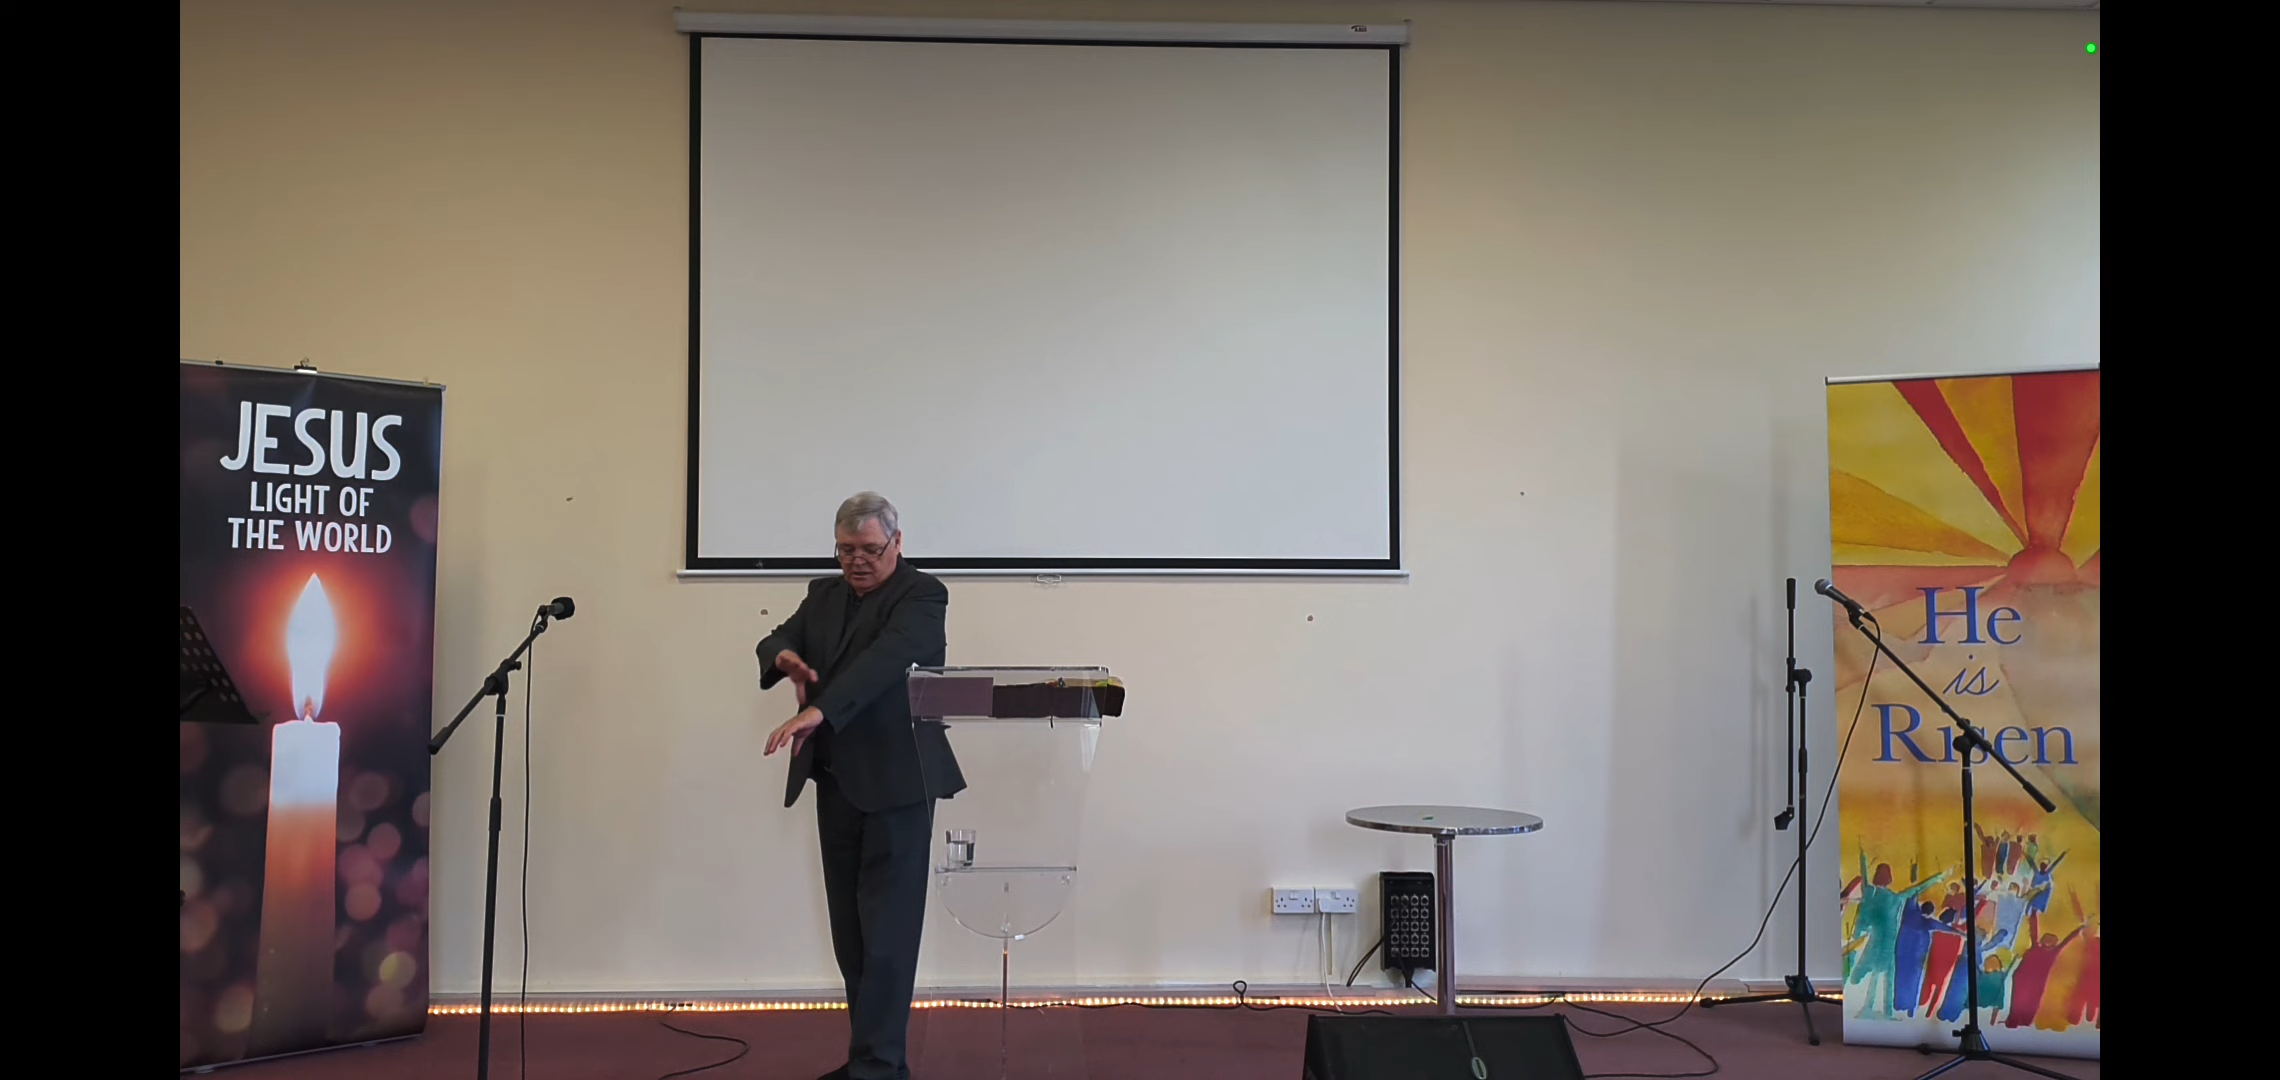 JESUS
LIGHT OF
THE WORLD
He
is
Risen